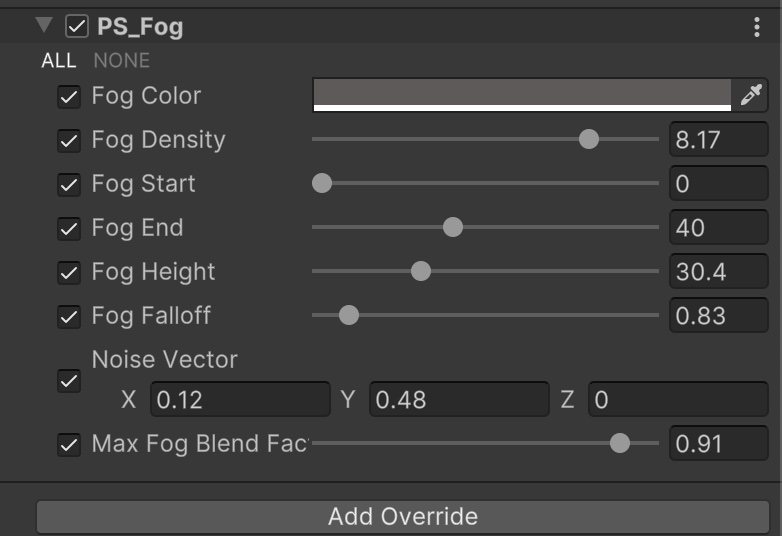 PS_Fog
ALL NONE
Fog Color
Fog Density 8.17
Fog Start 0
Fog End 40
Fog Height 30.4
Fog Falloff 0.83
Noise Vector
X 0.12 Y 0.48 Z 0
Max Fog Blend Fac 0.91
Add Override